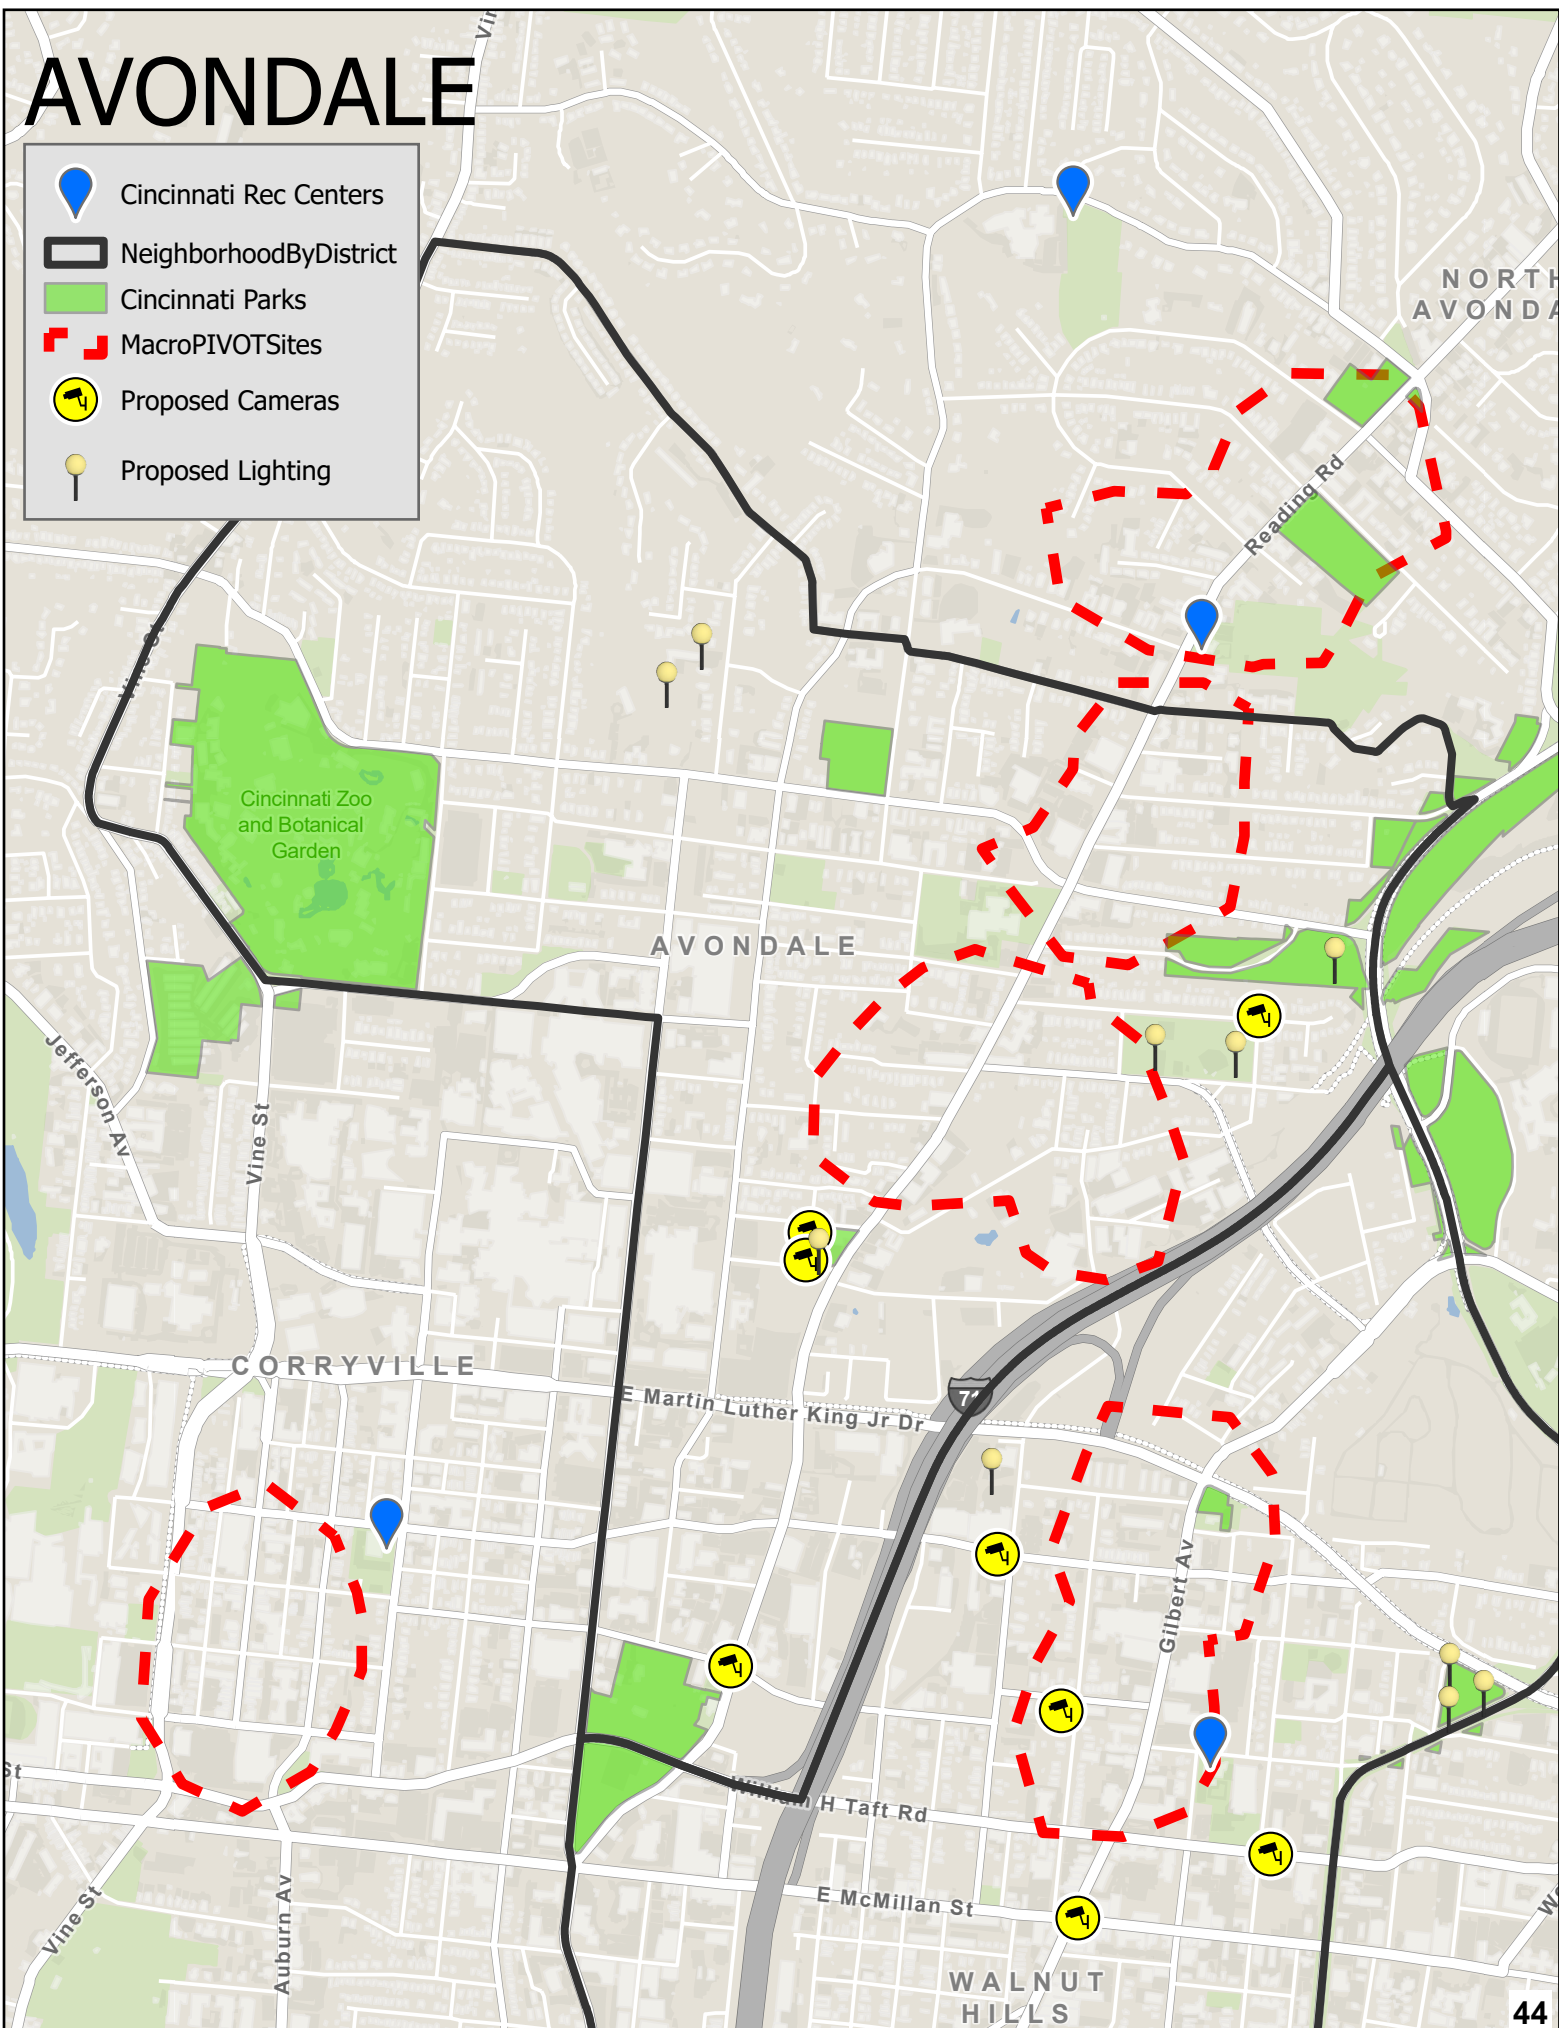 Vin
AVONDALE
Cincinnati Rec Centers
NeighborhoodByDistrict
Cincinnati Parks
MacroPIVOTSites
Proposed Cameras
Proposed Lighting
NORTH
AVONDA
Reading Rd
Vine St
Cincinnati Zoo
and Botanical
Garden
AVONDALE
Jefferson Av
Vine St
CORRYVILLE
E Martin Luther King Jr Dr
71
Gilbert Av
St
William H Taft Rd
E McMillan St
Vine St
Auburn Av
WALNUT
HILLS
44